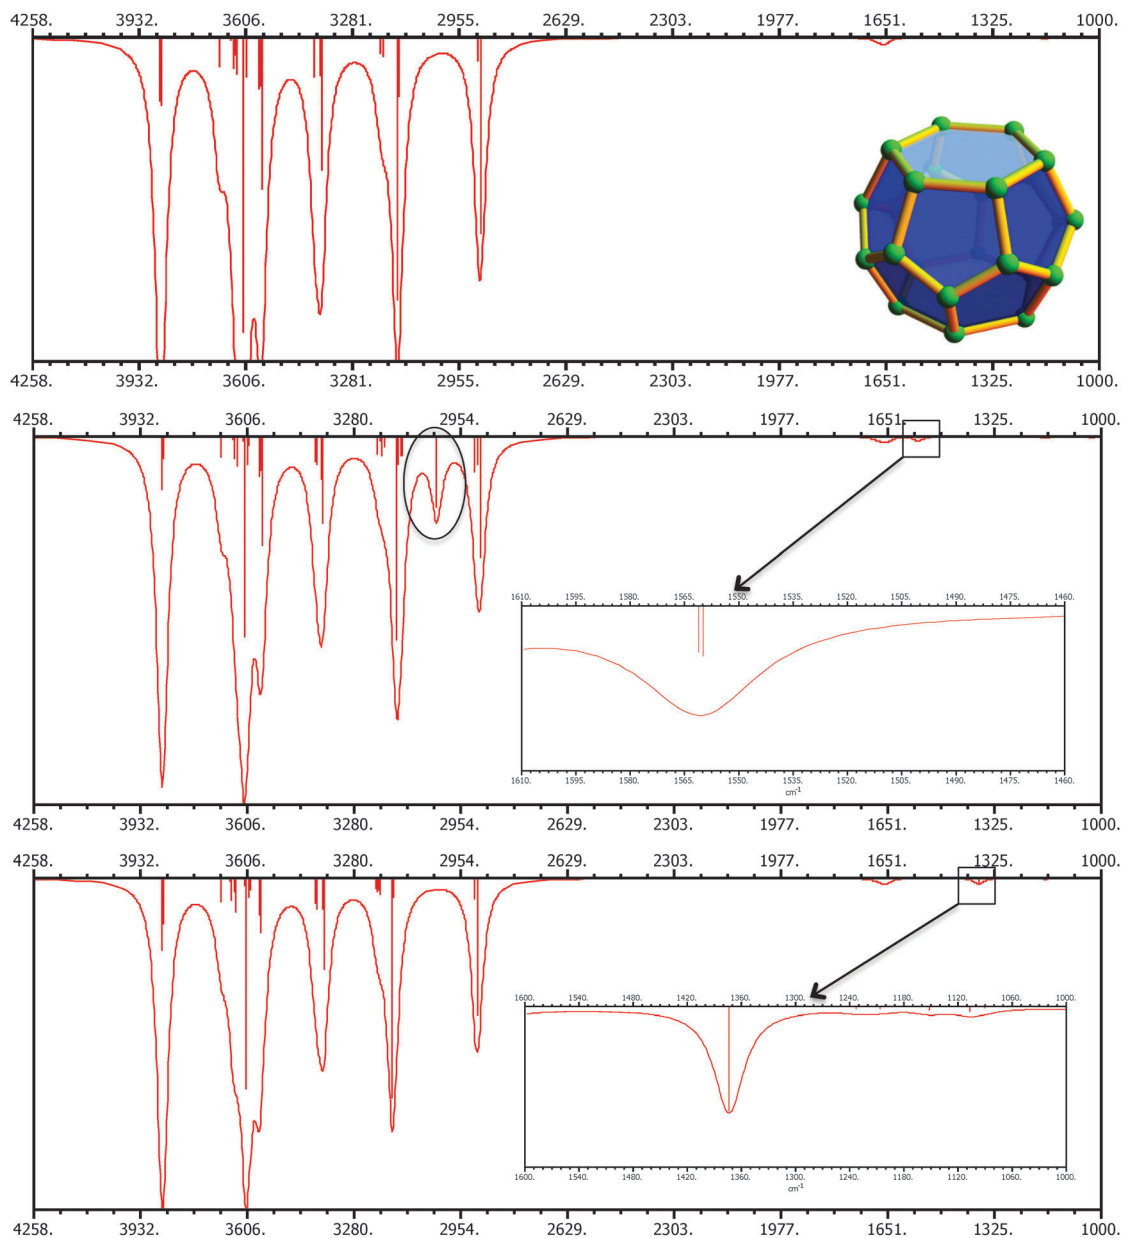 4258. 3932. 3606. 3281. 2955. 2629. 2303. 1977. 1651. 1325. 1000.
4258. 3932. 3606. 3281. 2955. 2629. 2303. 1977. 1651. 1325. 1000.
4258. 3932. 3606. 3280. 2954. 2629. 2303. 1977. 1651. 1325. 1000.
1610. 1595. 1580. 1565. 1550. 1535. 1520. 1505. 1490. 1475. 1460.
1610. 1595. 1580. 1565. 1550. 1535. 1520. 1505. 1490. 1475. 1460.
cm-1
4258. 3932. 3606. 3280. 2954. 2629. 2303. 1977. 1651. 1325. 1000.
4258. 3932. 3606. 3280. 2954. 2629. 2303. 1977. 1651. 1325. 1000.
1600. 1540. 1480. 1420. 1360. 1300. 1240. 1180. 1120. 1060. 1000.
1600. 1540. 1480. 1420. 1360. 1300. 1240. 1180. 1120. 1060. 1000.
cm-1
4258. 3932. 3606. 3280. 2954. 2629. 2303. 1977. 1651. 1325. 1000.